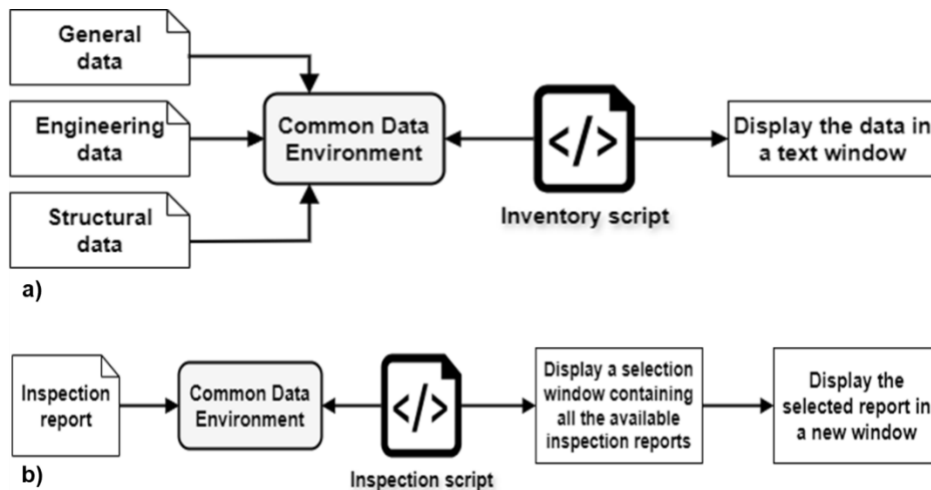 General
data
Engineering
data
Structural
data
Common Data
Environment
</>
Inventory script
Display the data in
a text window
a)
Inspection
report
Common Data
Environment
</>
Inspection script
Display a selection
window containing
all the available
inspection reports
Display the
selected report in
a new window
b)